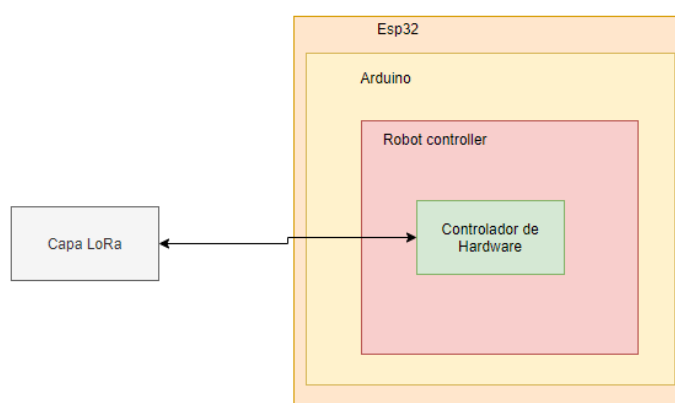 Esp32
Arduino
Robot controller
Capa LoRa
Controlador de
Hardware